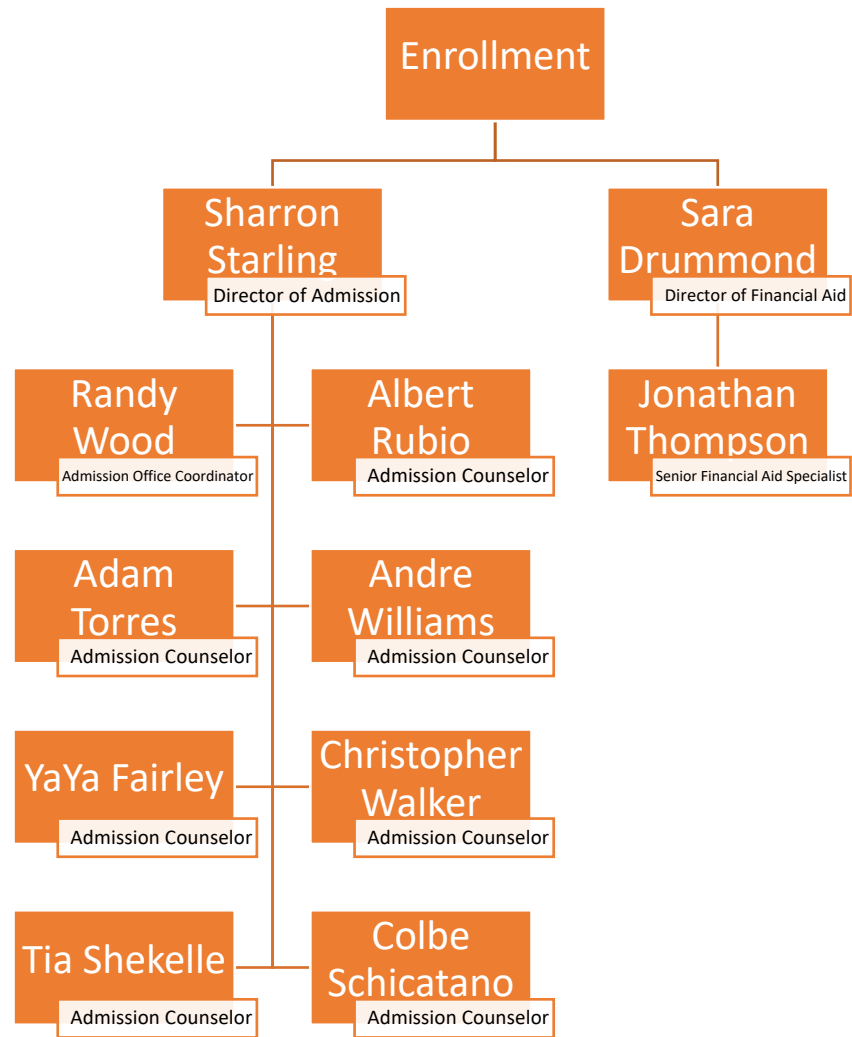 Enrollment
Sharron
Starling
Director of Admission
Sara
Drummond
Director of Financial Aid
Randy
Wood
Admission Office Coordinator
Albert
Rubio
Admission Counselor
Jonathan
Thompson
Senior Financial Aid Specialist
Adam
Torres
Admission Counselor
Andre
Williams
Admission Counselor
YaYa Fairley
Admission Counselor
Christopher
Walker
Admission Counselor
Tia Shekelle
Admission Counselor
Colbe
Schicatano
Admission Counselor